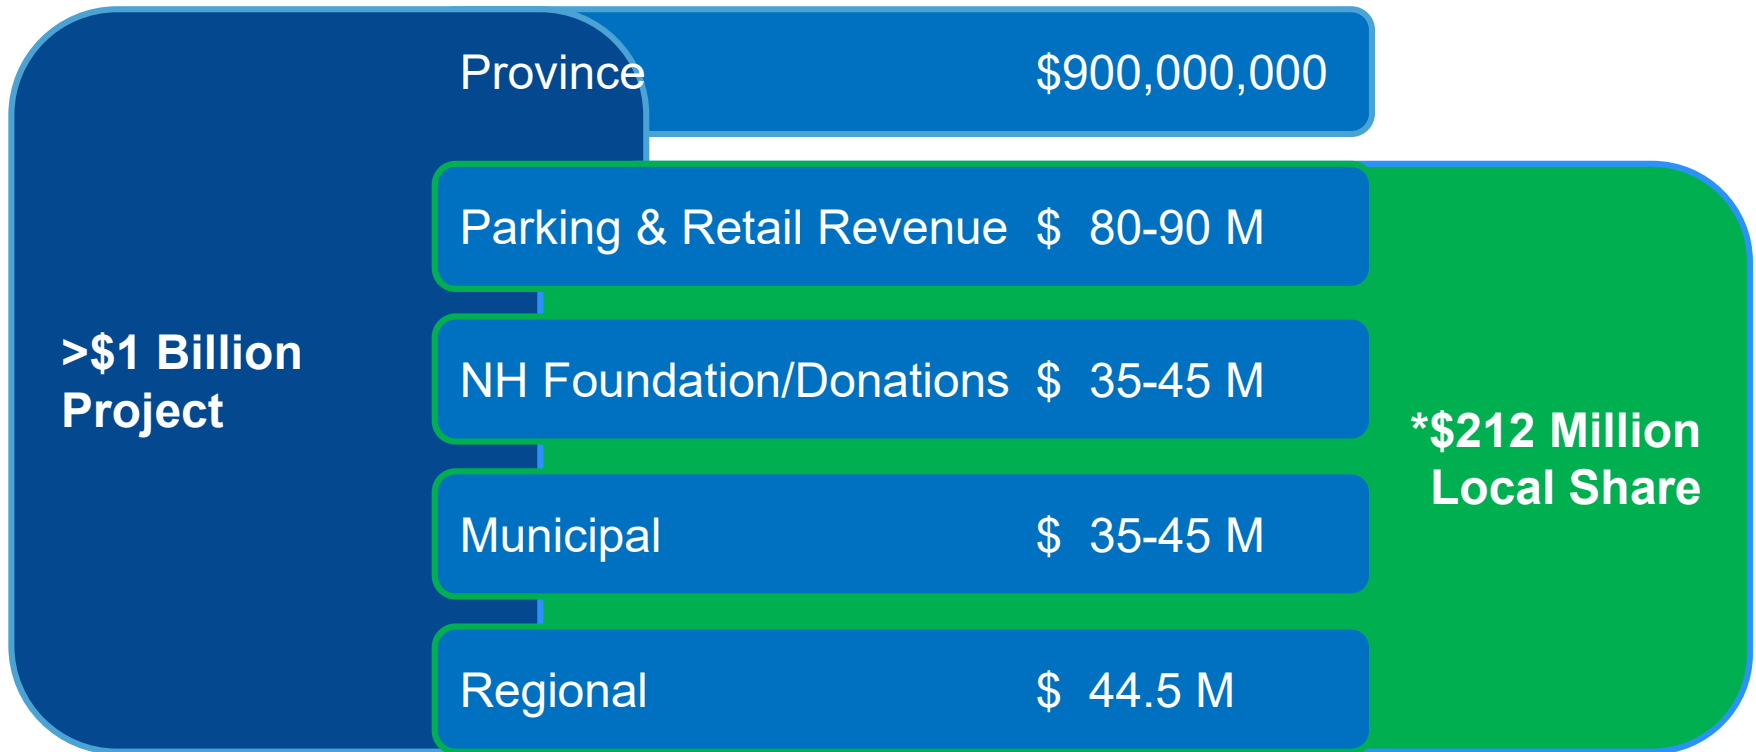 Province $900,000,000
Parking & Retail Revenue $ 80-90 M
>$1 Billion
Project
NH Foundation/Donations $ 35-45 M
*$212 Million
Local Share
Municipal $ 35-45 M
Regional $ 44.5 M